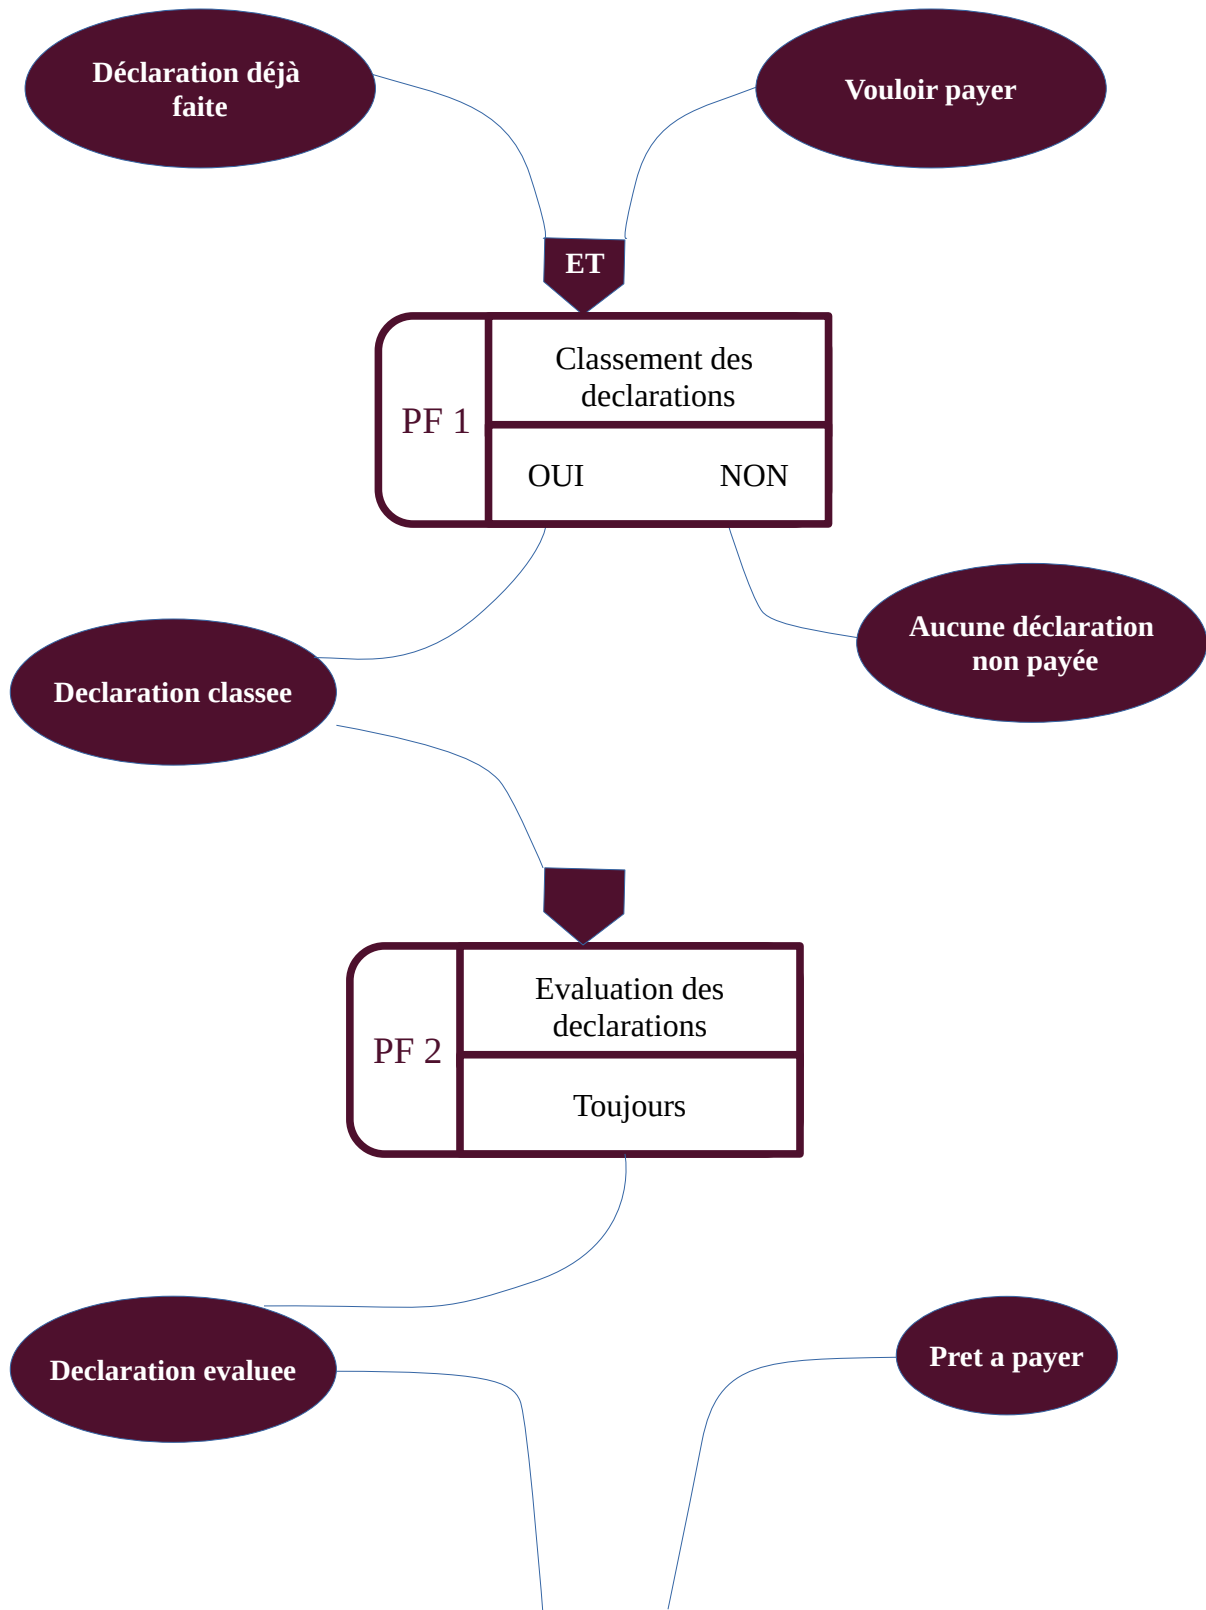 Déclaration déjà
faite
Vouloir payer
ET
Classement des
declarations
PF 1
OUI NON
Aucune déclaration
non payée
Declaration classee
Evaluation des
declarations
PF 2
Toujours
Declaration evaluee
Pret a payer